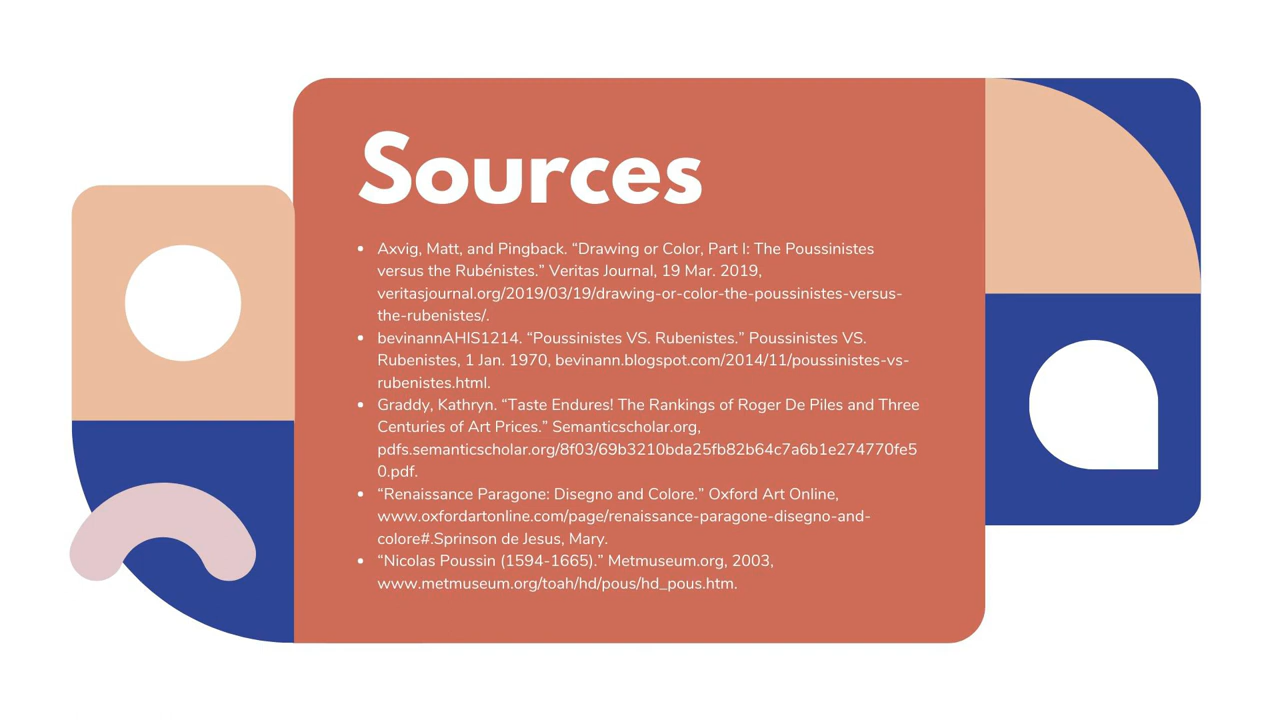 Sources
• Axvig, Matt, and Pingback. “Drawing or Color, Part I: The Poussinistes
versus the Rubénistes.” Veritas Journal, 19 Mar. 2019,
veritasjournal.org/2019/03/19/drawing-or-color-the-poussinistes-versus-
the-rubenistes/.
• bevinannAHIS1214. “Poussinistes VS. Rubenistes.” Poussinistes VS.
Rubenistes, 1 Jan. 1970, bevinann.blogspot.com/2014/11/poussinistes-vs-
rubenistes.html.
• Graddy, Kathryn. “Taste Endures! The Rankings of Roger De Piles and Three
Centuries of Art Prices.” Semanticscholar.org,
pdfs.semanticscholar.org/8f03/69b3210bda25fb82b64c7a6b1e274770fe5
0.pdf.
• “Renaissance Paragone: Disegno and Colore.” Oxford Art Online,
www.oxfordartonline.com/page/renaissance-paragone-disegno-and-
colore#.Sprinson de Jesus, Mary.
• “Nicolas Poussin (1594-1665).” Metmuseum.org, 2003,
www.metmuseum.org/toah/hd/pous/hd_pous.htm.